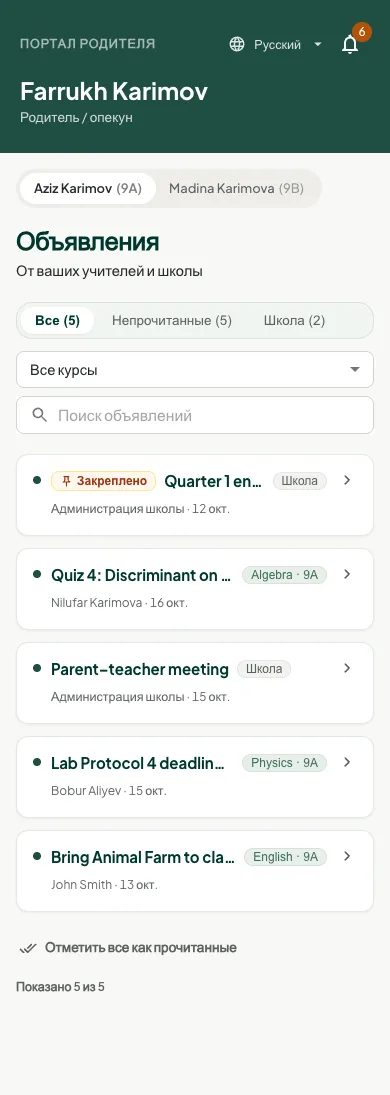 ПОРТАЛ РОДИТЕЛЯ
Русский
6
Farrukh Karimov
Родитель / опекун
Aziz Karimov (9A)
Madina Karimova (9B)
Объявления
От ваших учителей и школы
Все (5)
Непрочитанные (5)
Школа (2)
Все курсы
Поиск объявлений
Закреплено Quarter 1 en... Школа
Администрация школы · 12 окт.
Quiz 4: Discriminant on ... Algebra · 9A
Nilufar Karimova · 16 окт.
Parent-teacher meeting Школа
Администрация школы · 15 окт.
Lab Protocol 4 deadlin... Physics · 9A
Bobur Aliyev · 15 окт.
Bring Animal Farm to cla... English · 9A
John Smith · 13 окт.
Отметить все как прочитанные
Показано 5 из 5